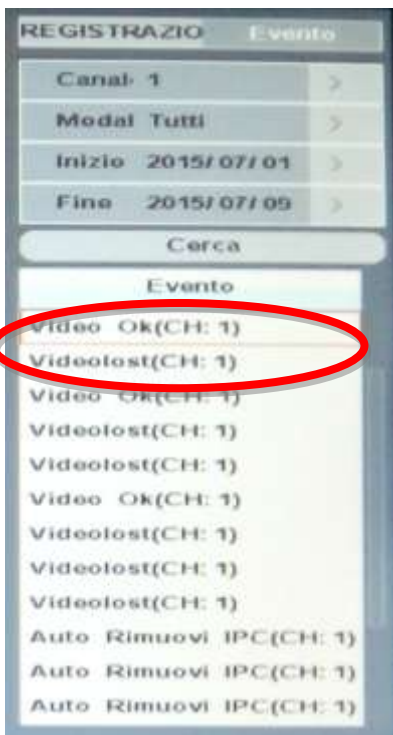 REGISTRAZIO Evento
Canal 1
Modal Tutti
Inizio 2015/07/01
Fine 2015/07/09
Cerca
Evento
Video Ok(CH: 1)
Videolost(CH: 1)
Video Ok(CH: 1)
Videolost(CH: 1)
Videolost(CH: 1)
Video Ok(CH: 1)
Videolost(CH: 1)
Videolost(CH: 1)
Videolost(CH: 1)
Auto Rimuovi IPC(CH: 1)
Auto Rimuovi IPC(CH: 1)
Auto Rimuovi IPC(CH: 1)